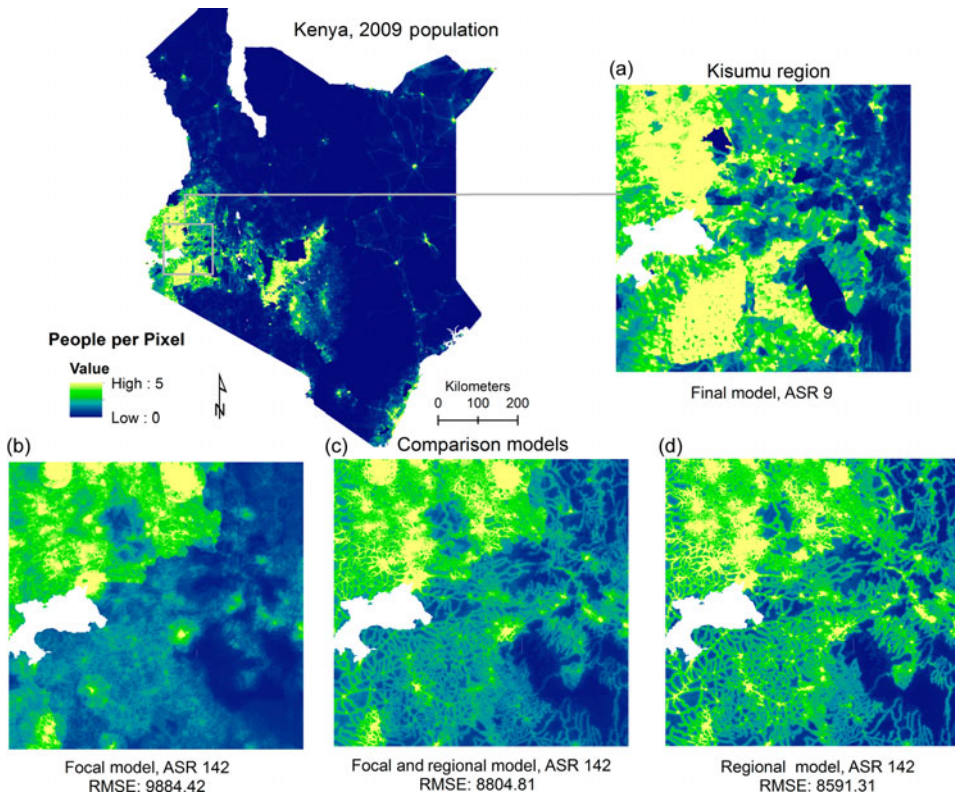 Kenya, 2009 population
(a)
Kisumu region
People per Pixel
Value
High : 5
Low : 0
N
Kilometers
0 100 200
Final model, ASR 9
Comparison models
(b)
(c)
(d)
Focal model, ASR 142
RMSE: 9884.42
Focal and regional model, ASR 142
RMSE: 8804.81
Regional model, ASR 142
RMSE: 8591.31